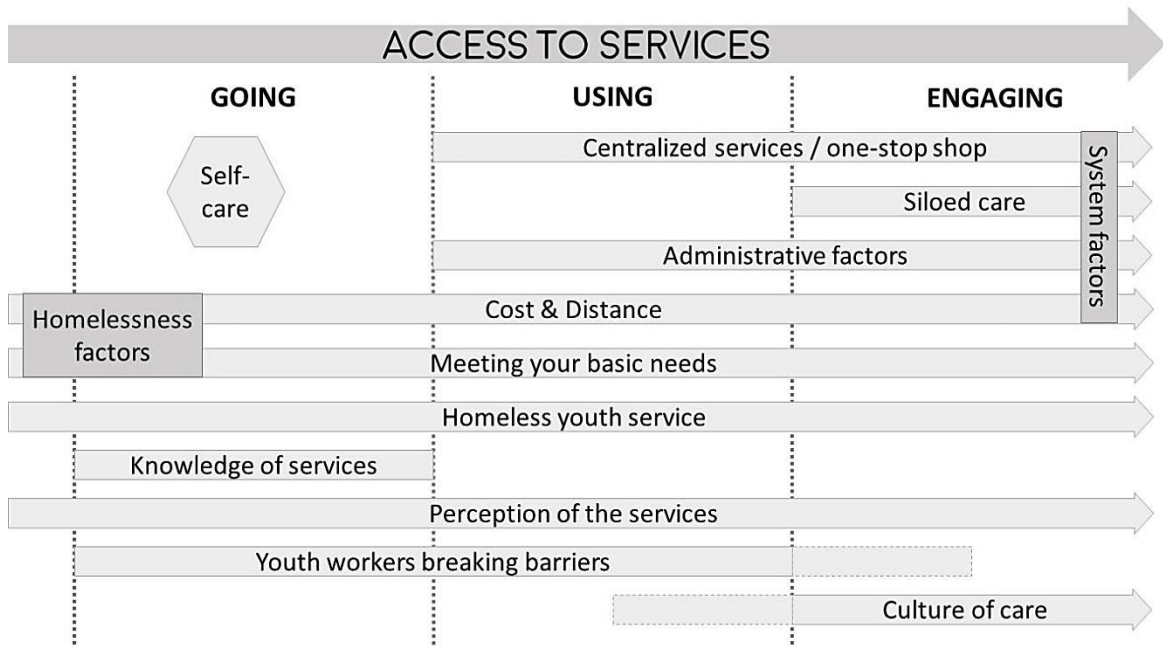 ACCESS TO SERVICES
GOING
USING
ENGAGING
Self-
care
Centralized services / one-stop shop
Siloed care
Administrative factors
System factors
Cost & Distance
Homelessness
factors
Meeting your basic needs
Homeless youth service
Knowledge of services
Perception of the services
Youth workers breaking barriers
Culture of care